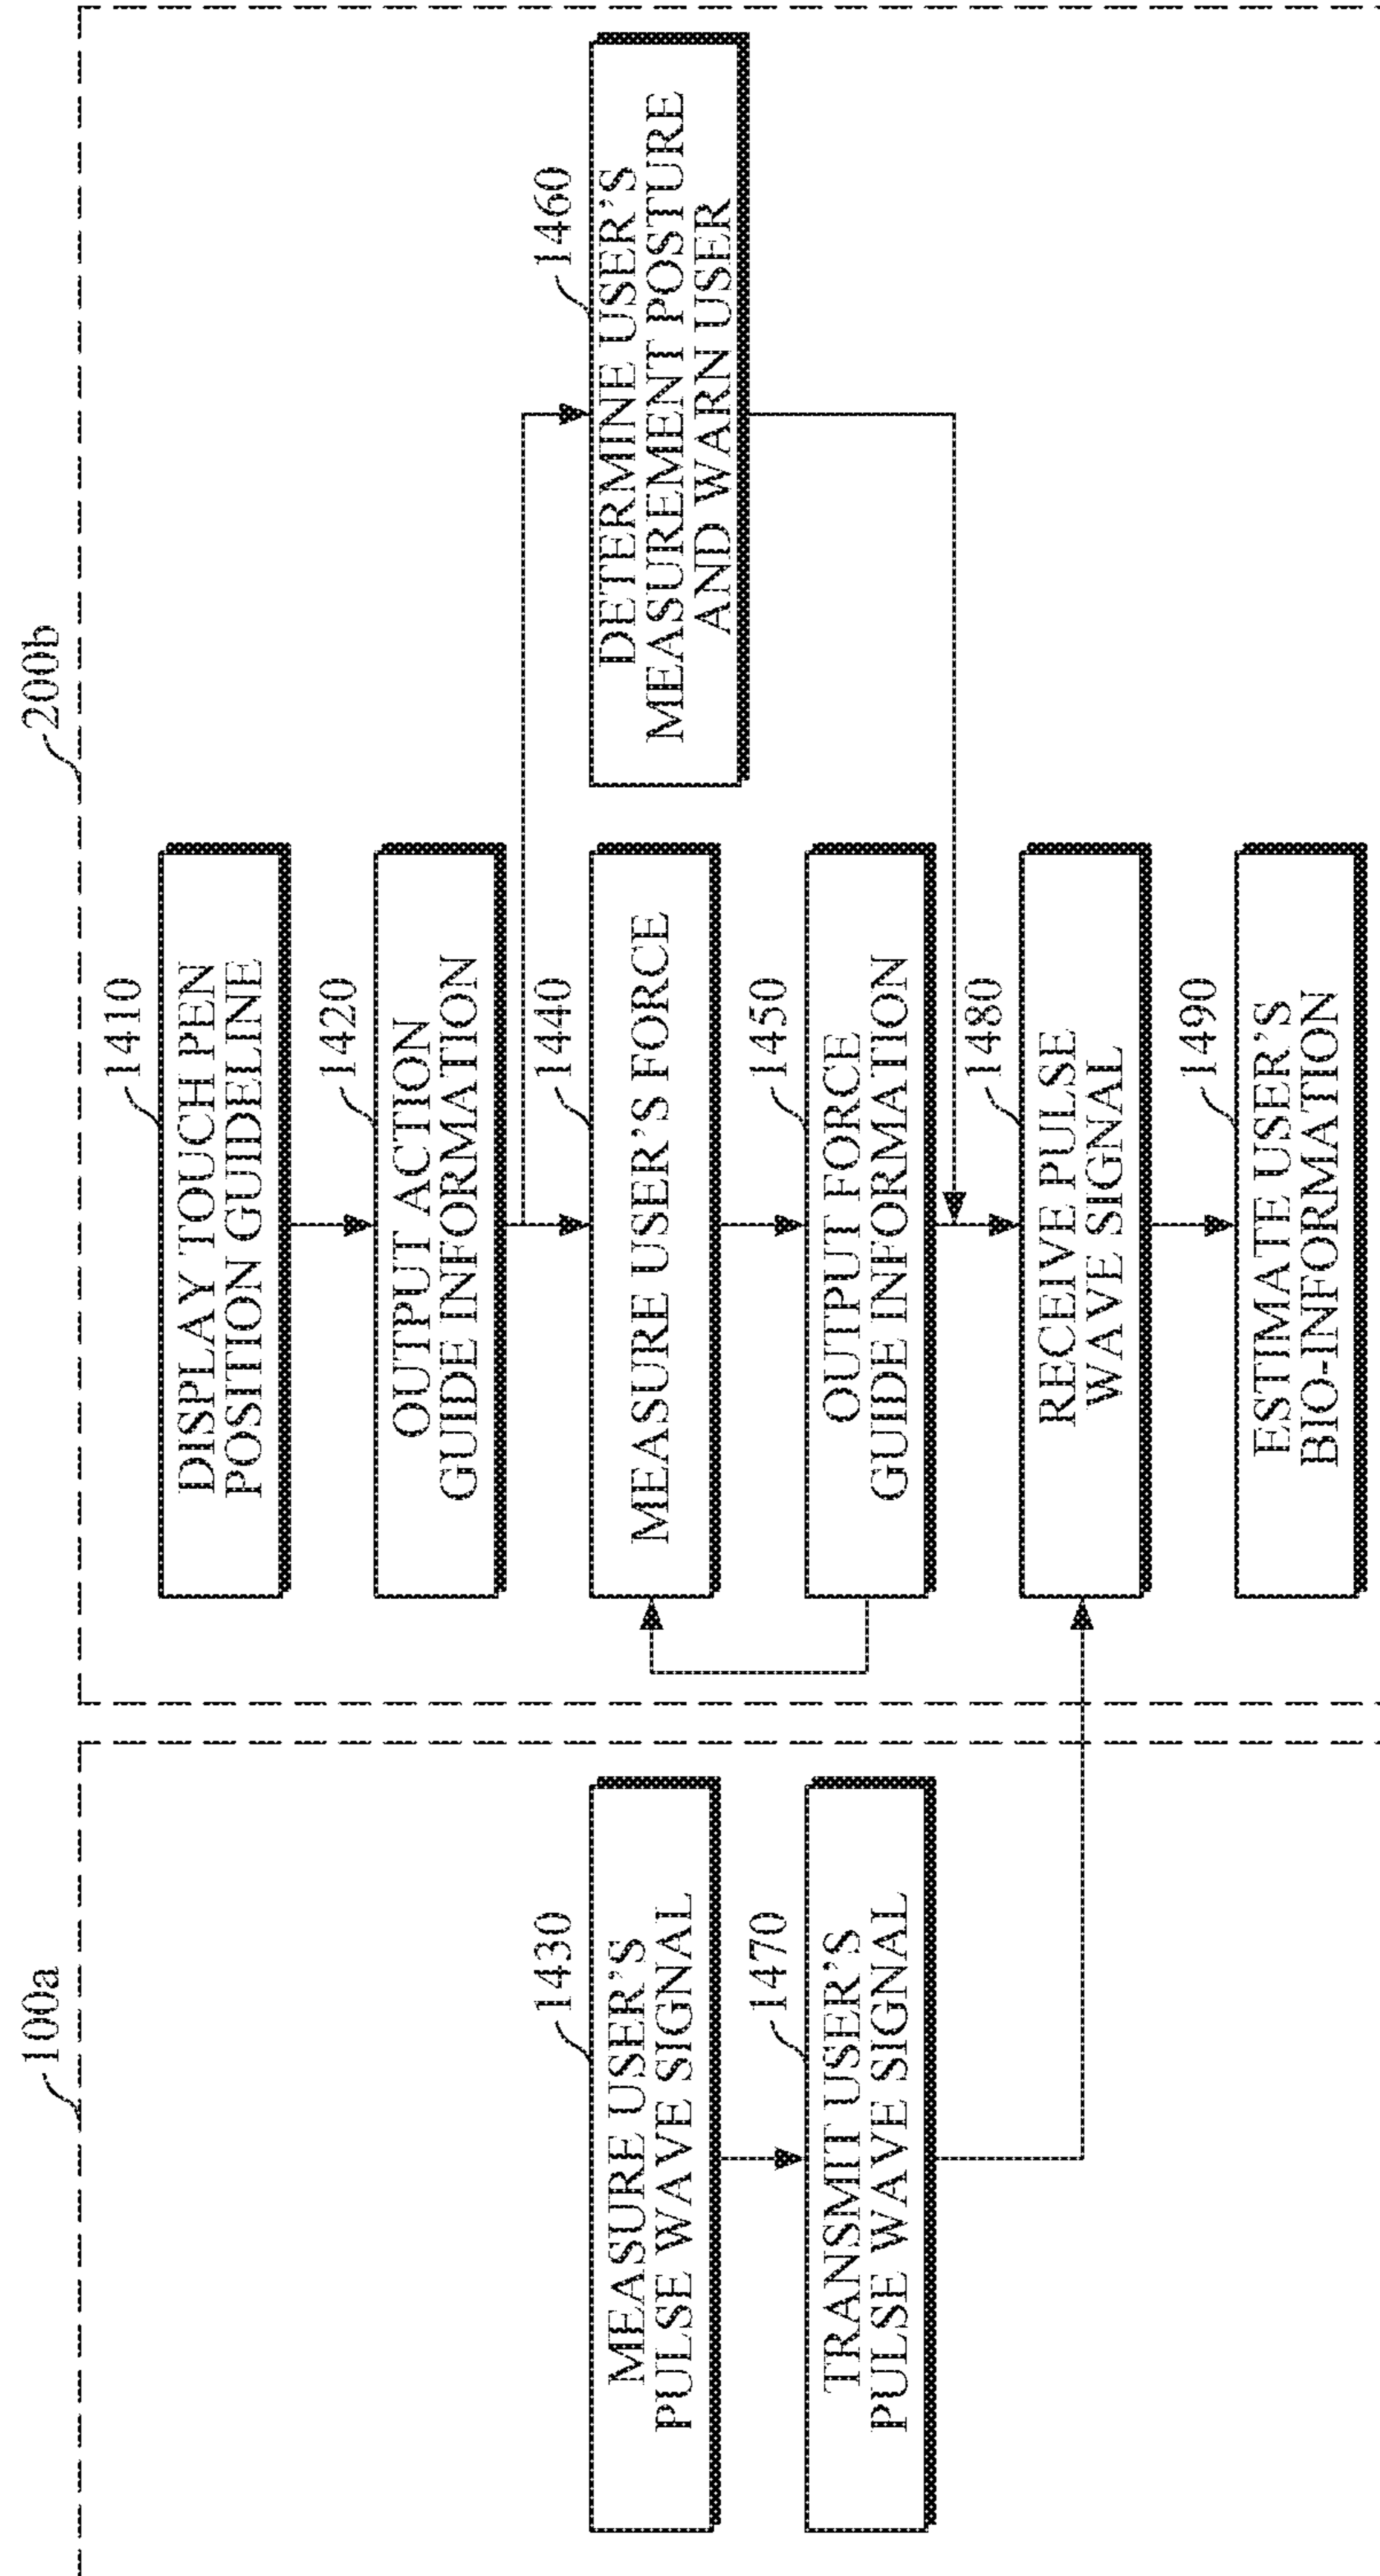 100a
200b
1410
DISPLAY TOUCH PEN
POSITION GUIDELINE
1420
OUTPUT ACTION
GUIDE INFORMATION
1430
MEASURE USER'S
PULSE WAVE SIGNAL
1440
MEASURE USER'S FORCE
1460
DETERMINE USER'S
MEASUREMENT POSTURE
AND WARN USER
1470
TRANSMIT USER'S
PULSE WAVE SIGNAL
1450
OUTPUT FORCE
GUIDE INFORMATION
1480
RECEIVE PULSE
WAVE SIGNAL
1490
ESTIMATE USER'S
BIO-INFORMATION